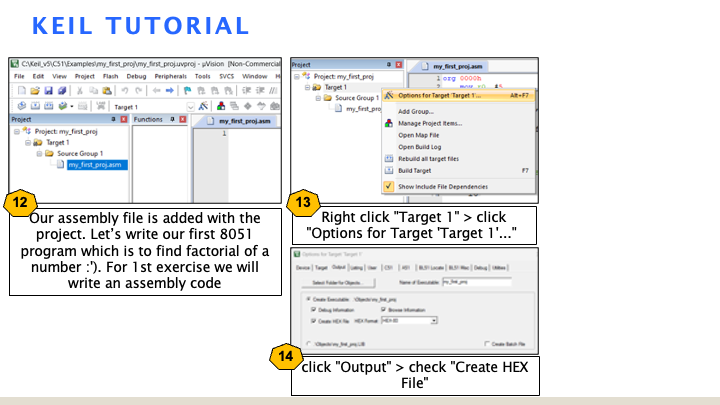 KEIL TUTORIAL
C:\Keil_v5\C51\Examples\my_first_proj\my_first_proj.uvproj - µVision [Non-Commercial
File Edit View Project Flash Debug Peripherals Tools SVCS Window H
Target 1
Project
Functions
my_first_proj.asm
1
Project: my_first_proj
Target 1
Source Group 1
my_first_proj.asm
12
Our assembly file is added with the
project. Let's write our first 8051
program which is to find factorial of a
number :'). For 1st exercise we will
write an assembly code
Project
my_first_proj.asm
Project: my_first_proj
Target 1
Source Group 1
my_first_pro
1 org 0000h
Options for Target 'Target 1'... Alt+F7
Add Group...
Manage Project Items...
Open Map File
Open Build Log
Rebuild all target files
Build Target F7
Show Include File Dependencies
13
Right click "Target 1" > click
"Options for Target 'Target 1'..."
Options for Target 'Target 1'
Device Target Output Listing User C51 AX51 BL51 Locate BL51 Misc Debug Utilities
Select Folder for Objects... Name of Executable: my_first_proj
Create Executable: .\Objects\my_first_proj
Debug Information Browse Information
Create HEX File HEX Format: HEX-80
.\Objects\my_first_proj.LIB Create Batch File
14
click "Output" > check "Create HEX
File"